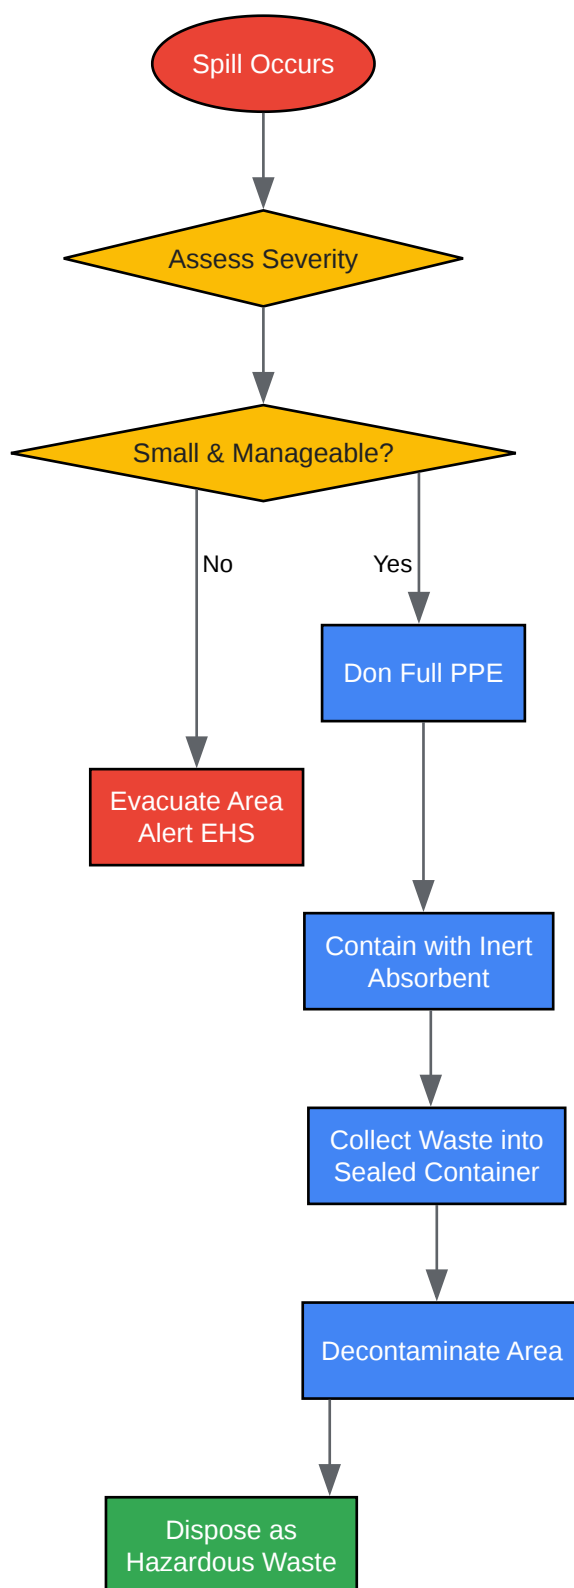 Spill Occurs
Assess Severity
Small & Manageable?
No
Yes
Don Full PPE
Evacuate Area
Alert EHS
Contain with Inert
Absorbent
Collect Waste into
Sealed Container
Decontaminate Area
Dispose as
Hazardous Waste